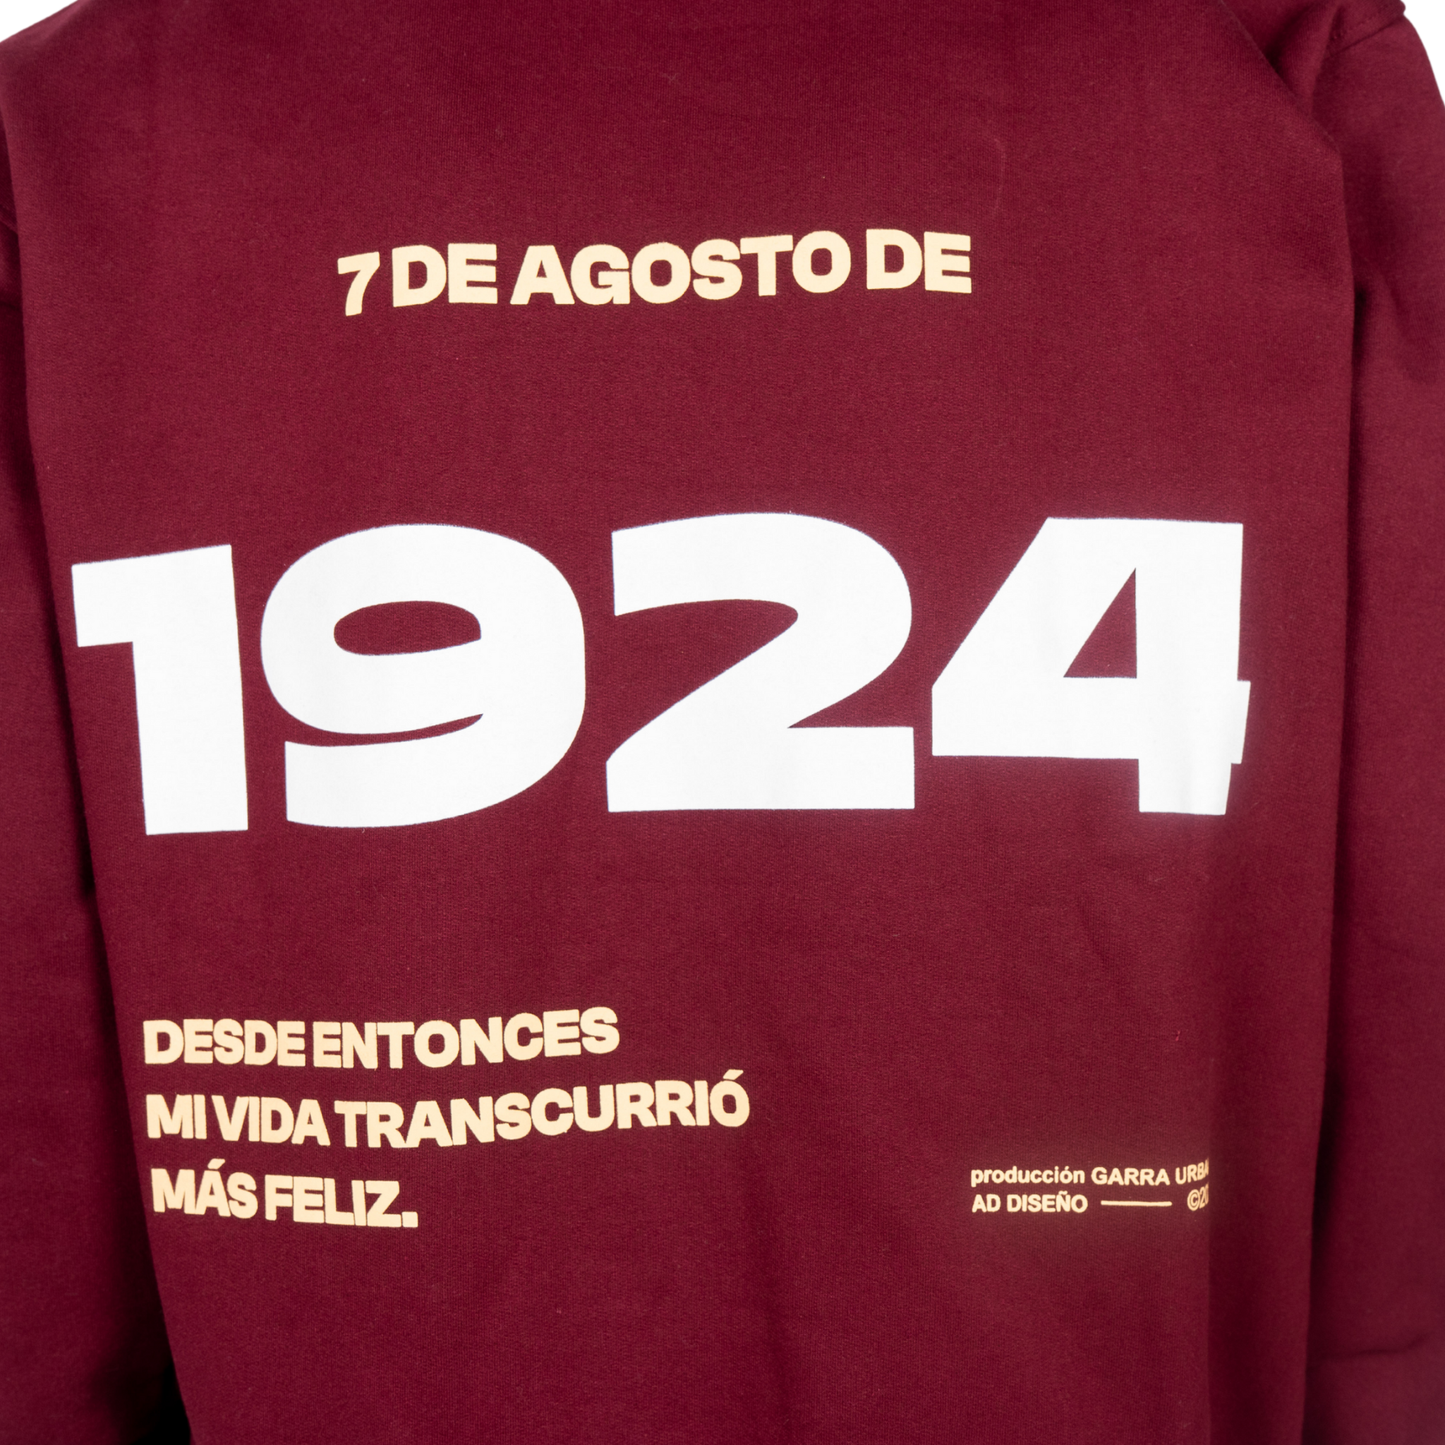 7 DE AGOSTO DE
1924
DESDE ENTONCES
MI VIDA TRANSCURRIÓ
MÁS FELIZ.
producción GARRA
AD DISEÑO